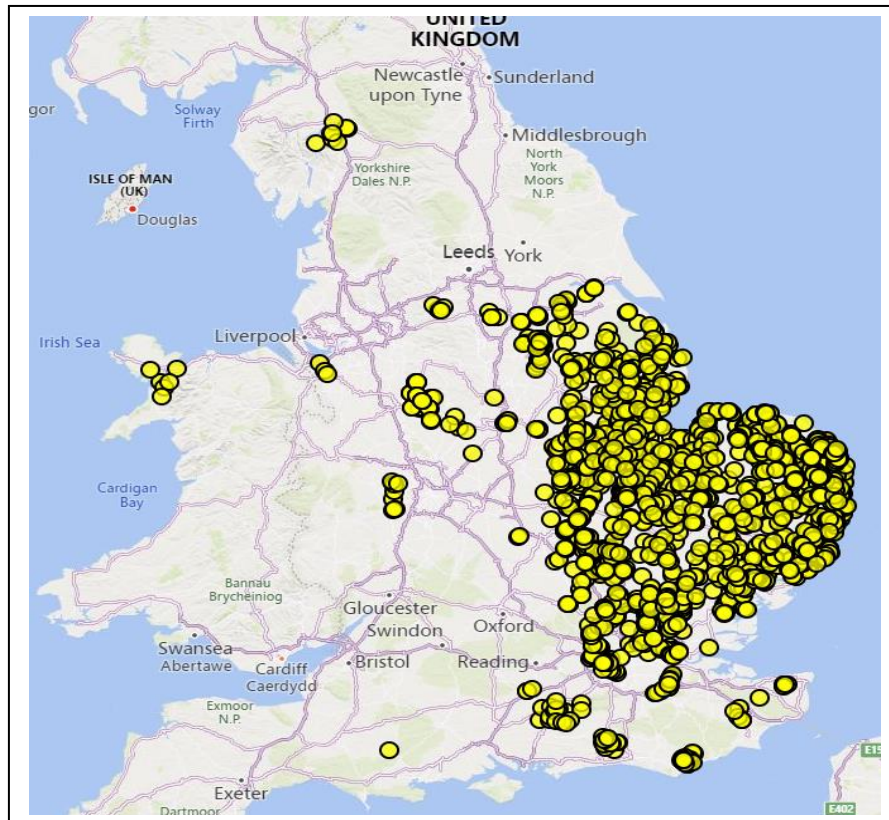 UNITED
KINGDOM
Newcastle
upon Tyne
Sunderland
Solway
Firth
gor
Middlesbrough
ISLE OF MAN
(UK)
Douglas
Yorkshire
Dales N.P.
North
York
Moors
N.P.
Leeds
York
Irish Sea
Liverpool
Cardigan
Bay
Bannau
Brycheiniog
Gloucester
Oxford
Swansea
Abertawe
Swindon
Cardiff
Caerdydd
Bristol
Reading
Exmoor
N.P.
Exeter
Dartmoor
E15
E402